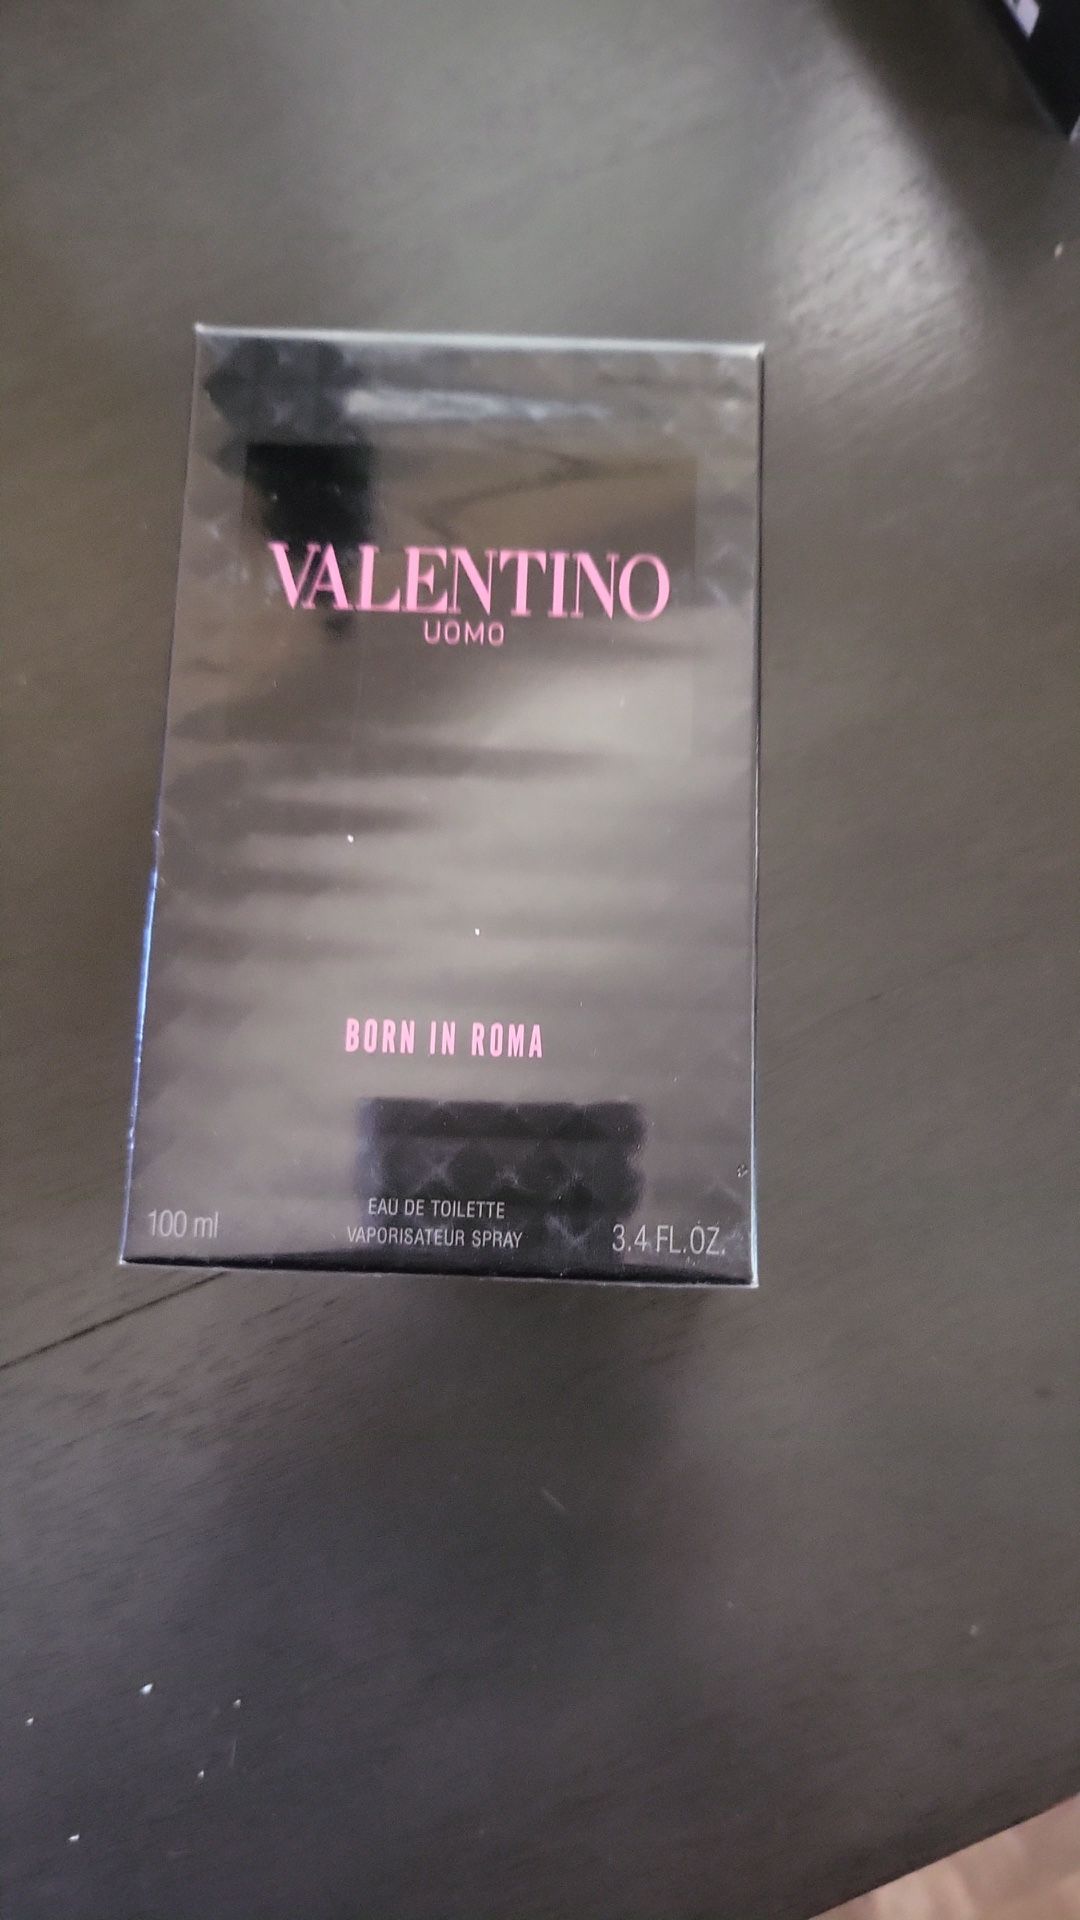 VALENTINO
UOMO
BORN IN ROMA
EAU DE TOILETTE
VAPORISATEUR SPRAY
100 ml
3.4 FL.OZ.